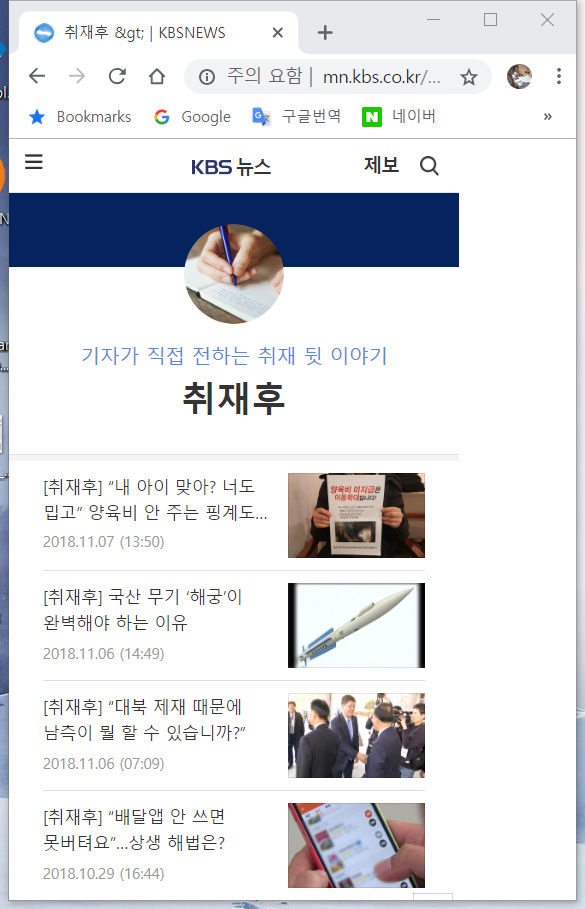 취재후 &gt; | KBSNEWS
주의 요함 | mn.kbs.co.kr/...
Bookmarks Google 구글번역 네이버 »
KBS 뉴스 제보
기자가 직접 전하는 취재 뒷 이야기
취재후
[취재후] “내 아이 맞아? 너도
밉고” 양육비 안 주는 핑계도...
2018.11.07 (13:50)
양육비 미지급은
아동학대입니다!
[취재후] 국산 무기 ‘해궁’이
완벽해야 하는 이유
2018.11.06 (14:49)
[취재후] “대북 제재 때문에
남측이 뭘 할 수 있습니까?”
2018.11.06 (07:09)
[취재후] “배달앱 안 쓰면
못버텨요”...상생 해법은?
2018.10.29 (16:44)